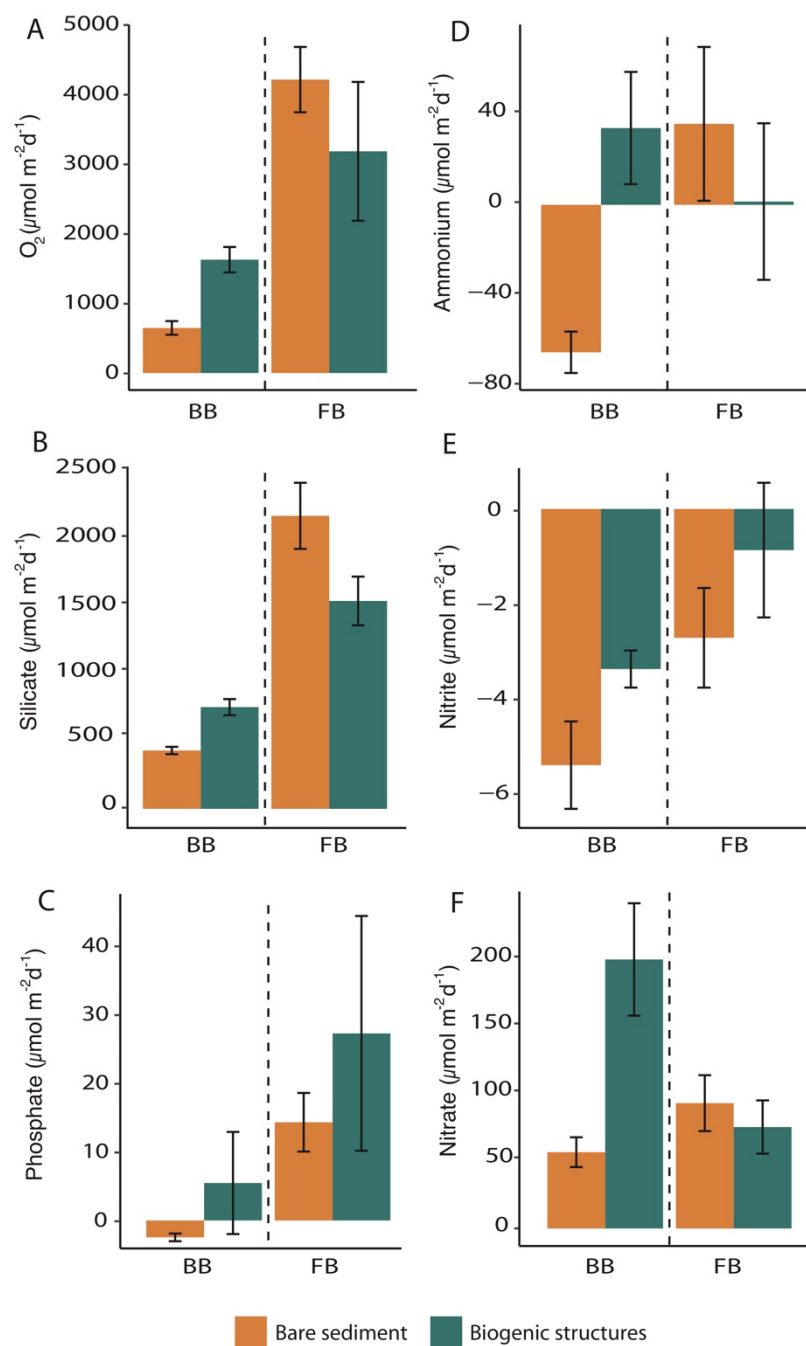 A
O₂ (µmol m⁻²d⁻¹)
5000
4000
3000
2000
1000
0
BB
FB
B
Silicate (µmol m⁻²d⁻¹)
2500
2000
1500
1000
500
0
BB
FB
C
Phosphate (µmol m⁻²d⁻¹)
40
30
20
10
0
BB
FB
D
Ammonium (µmol m⁻²d⁻¹)
40
0
−40
−80
BB
FB
E
Nitrite (µmol m⁻²d⁻¹)
0
−2
−4
−6
BB
FB
F
Nitrate (µmol m⁻²d⁻¹)
200
150
100
50
0
BB
FB
Bare sediment
Biogenic structures